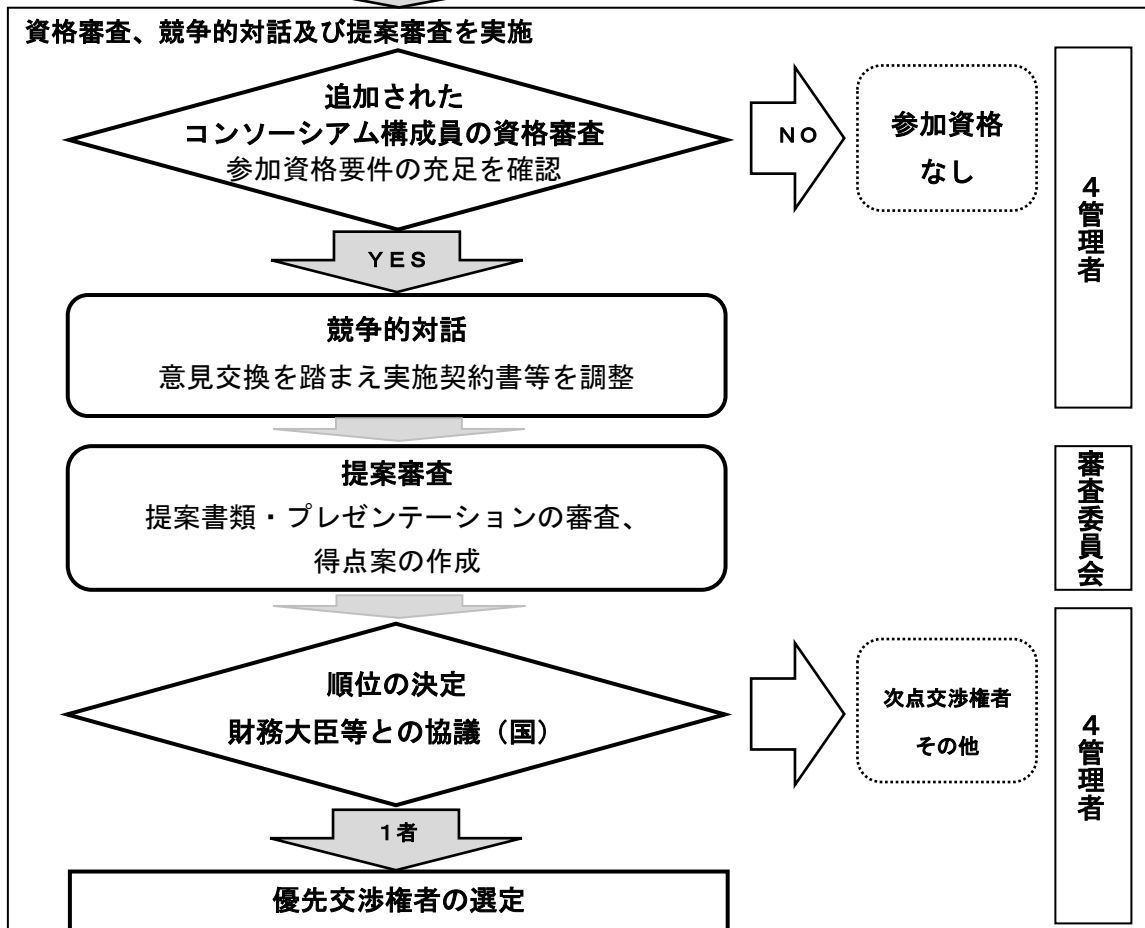 資格審査、競争的対話及び提案審査を実施
追加された
コンソーシアム構成員の資格審査
参加資格要件の充足を確認
NO
参加資格
なし
4管理者
YES
競争的対話
意見交換を踏まえ実施契約書等を調整
提案審査
提案書類・プレゼンテーションの審査、
得点案の作成
審査委員会
順位の決定
財務大臣等との協議（国）
次点交渉権者
その他
4管理者
1者
優先交渉権者の選定